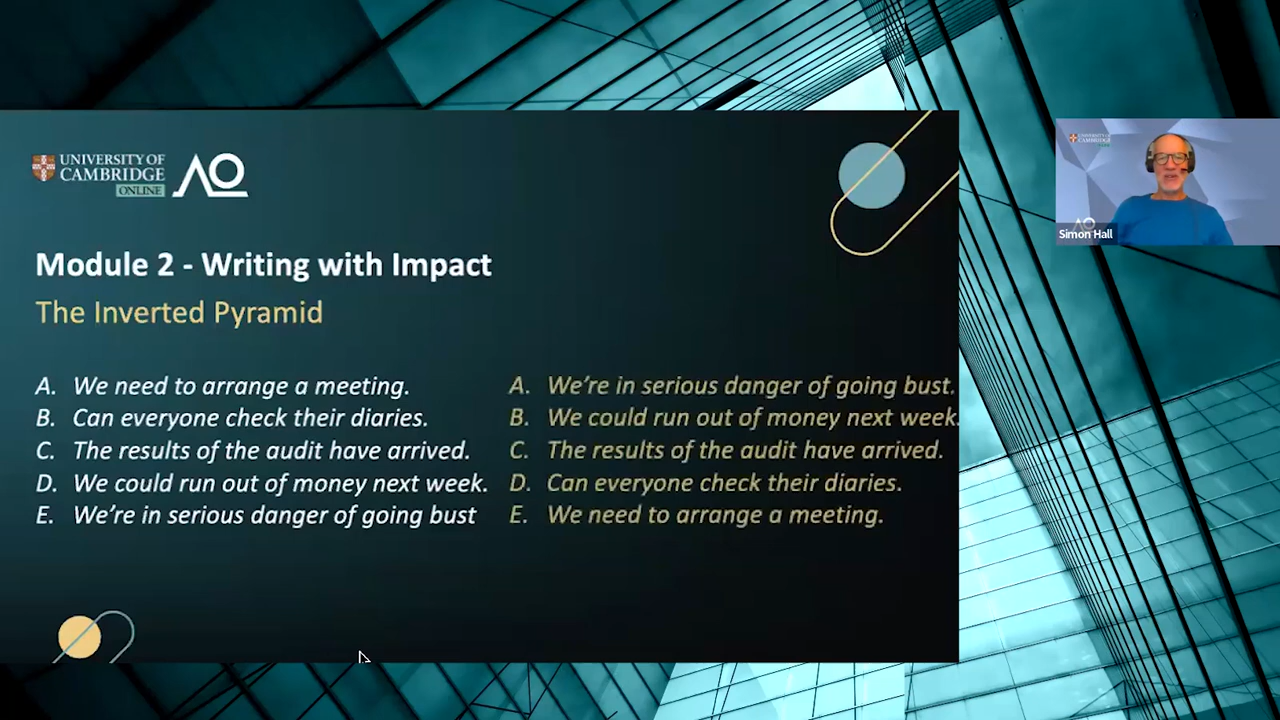 UNIVERSITY OF
CAMBRIDGE
ONLINE
Module 2 - Writing with Impact
The Inverted Pyramid
A. We need to arrange a meeting.
B. Can everyone check their diaries.
C. The results of the audit have arrived.
D. We could run out of money next week.
E. We're in serious danger of going bust
A. We’re in serious danger of going bust.
B. We could run out of money next week.
C. The results of the audit have arrived.
D. Can everyone check their diaries.
E. We need to arrange a meeting.
Simon Hall